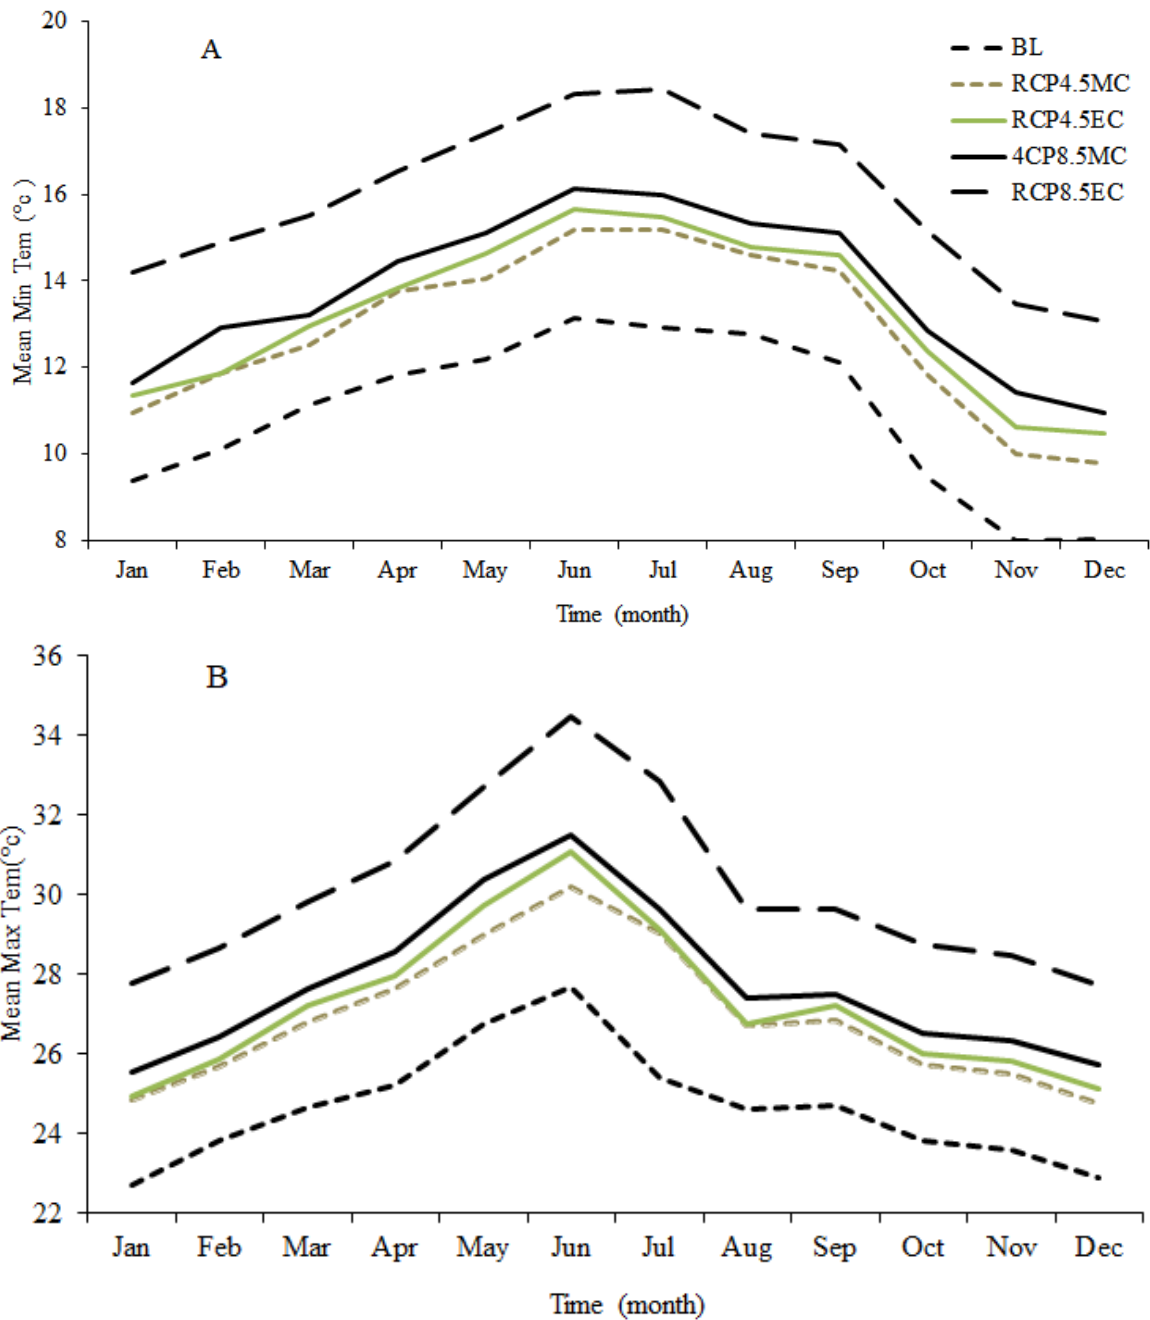 20
A
BL
RCP4.5MC
18
RCP4.5EC
4CP8.5MC
RCP8.5EC
16
14
12
10
8
Mean Min Tem (°c )
Jan Feb Mar Apr May Jun Jul Aug Sep Oct Nov Dec
Time (month)
36
B
34
32
30
28
26
24
22
Mean Max Tem(°c)
Jan Feb Mar Apr May Jun Jul Aug Sep Oct Nov Dec
Time (month)